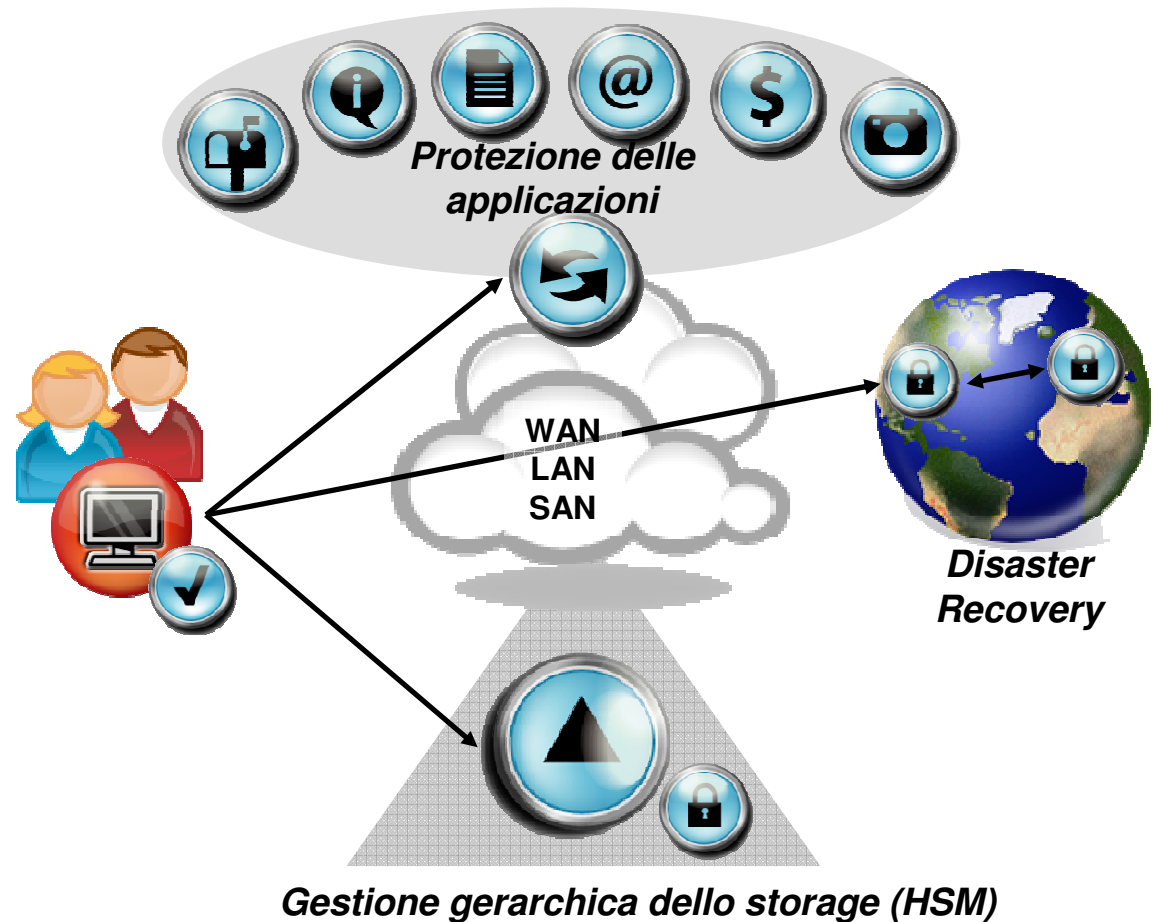 Protezione delle
applicazioni
WAN
LAN
SAN
Disaster
Recovery
Gestione gerarchica dello storage (HSM)